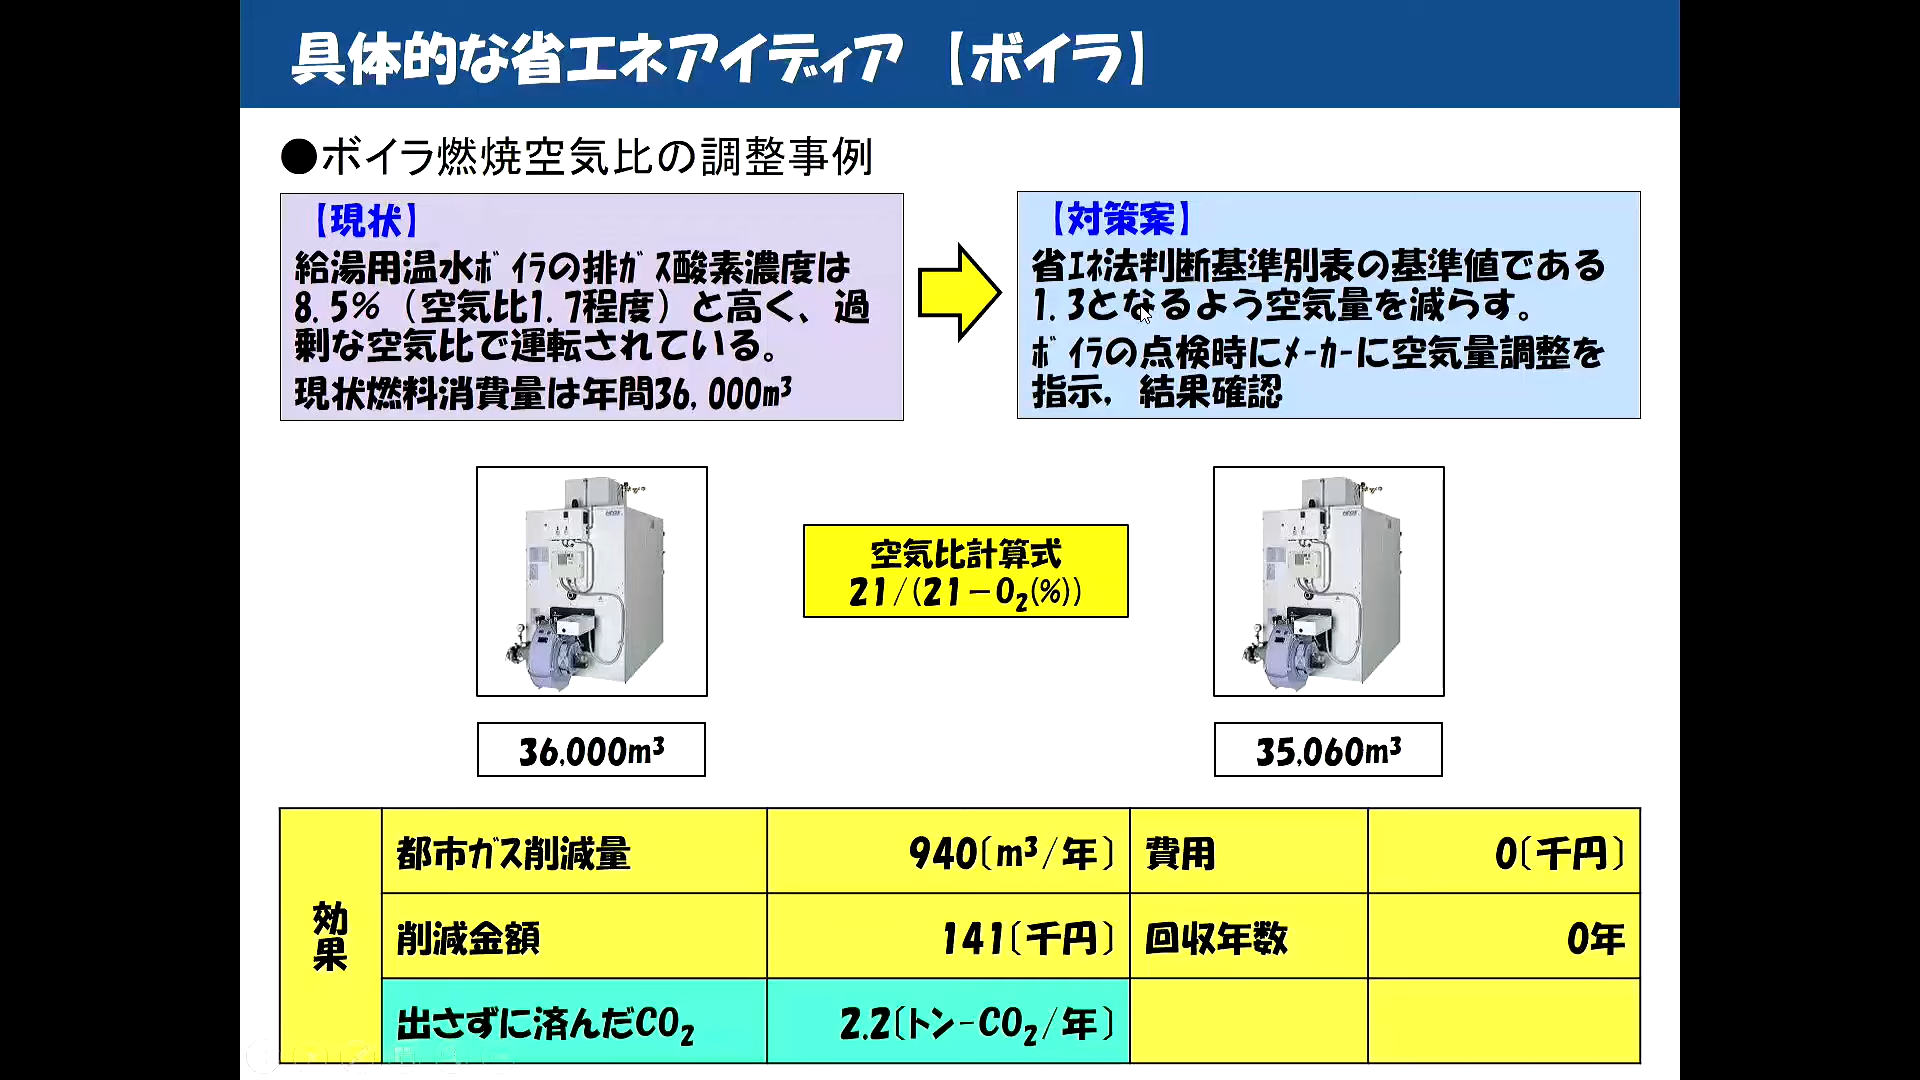 具体的な省エネアイディア【ボイラ】
●ボイラ燃焼空気比の調整事例
【現状】
給湯用温水ﾎﾞｲﾗの排ｶﾞｽ酸素濃度は
8.5%（空気比1.7程度）と高く、過
剰な空気比で運転されている。
現状燃料消費量は年間36,000m³
【対策案】
省ｴﾈ法判断基準別表の基準値である
1.3となるよう空気量を減らす。
ﾎﾞｲﾗの点検時にﾒｰｶｰに空気量調整を
指示，結果確認
空気比計算式
21/(21－O₂(%))
36,000m³
35,060m³
効果
都市ｶﾞｽ削減量 940〔m³/年〕 費用 0〔千円〕
削減金額 141〔千円〕 回収年数 0年
出さずに済んだCO₂ 2.2〔トン-CO₂/年〕